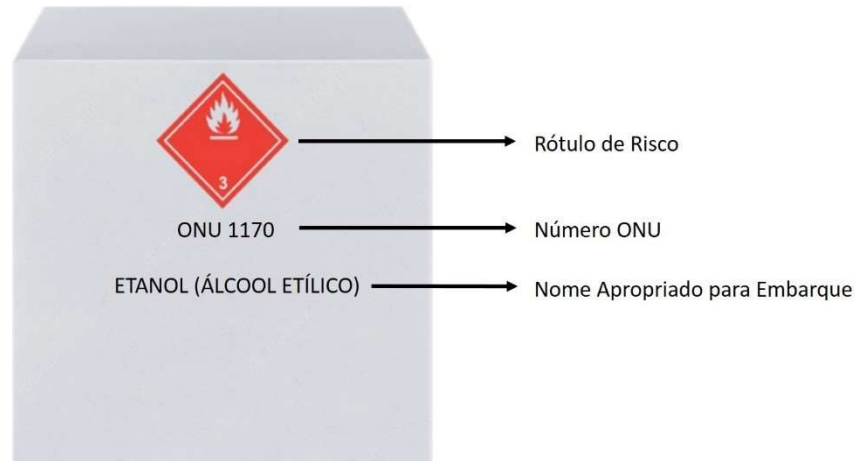 3
Rótulo de Risco
ONU 1170
Número ONU
ETANOL (ÁLCOOL ETÍLICO)
Nome Apropriado para Embarque